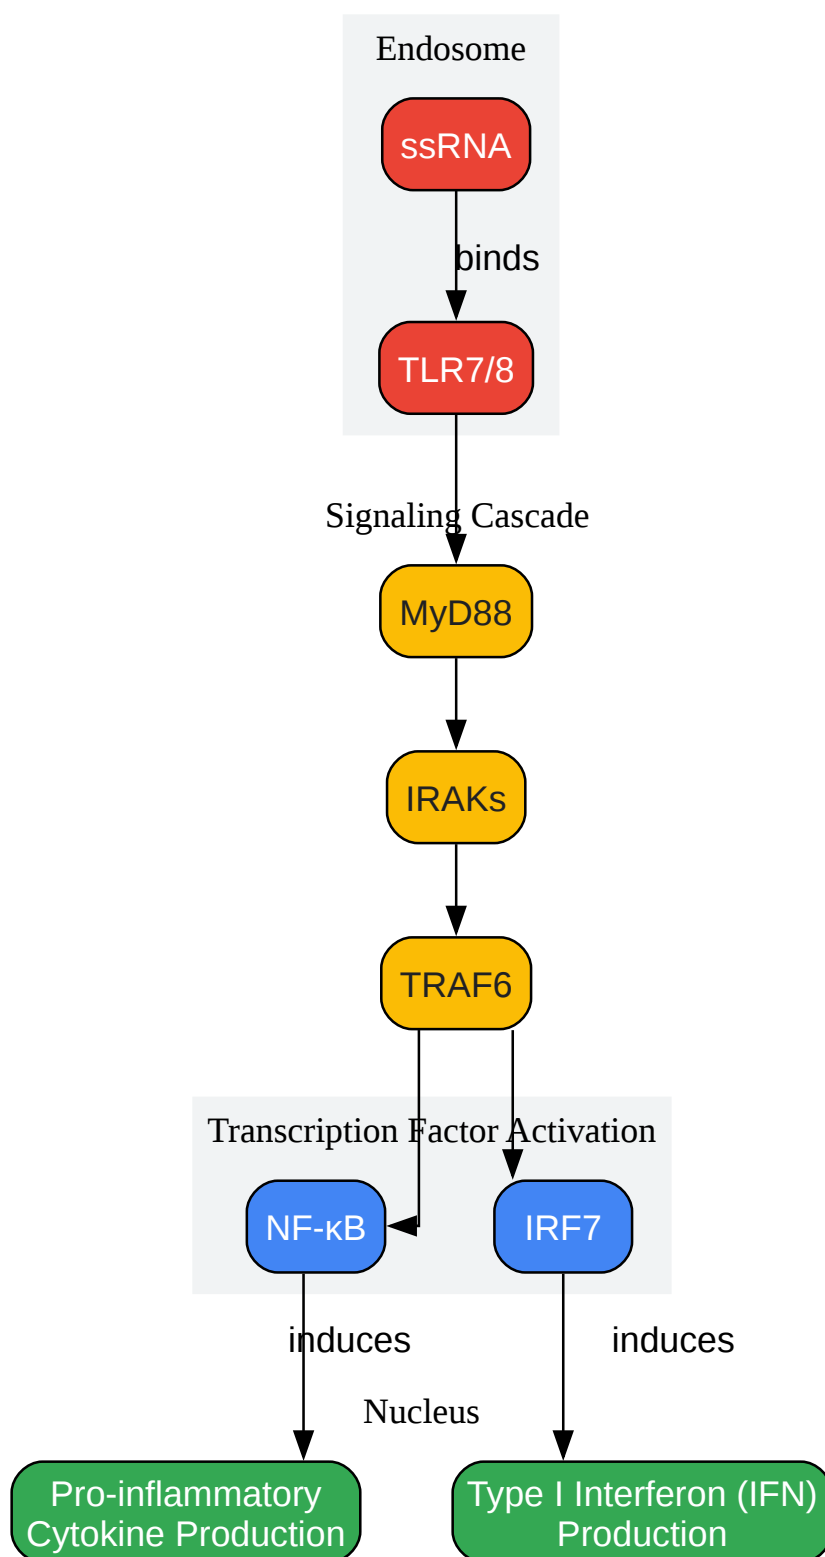 Endosome
ssRNA
binds
TLR7/8
Signaling Cascade
MyD88
IRAKs
TRAF6
Transcription Factor Activation
NF-κB
IRF7
induces
induces
Nucleus
Pro-inflammatory
Cytokine Production
Type I Interferon (IFN)
Production